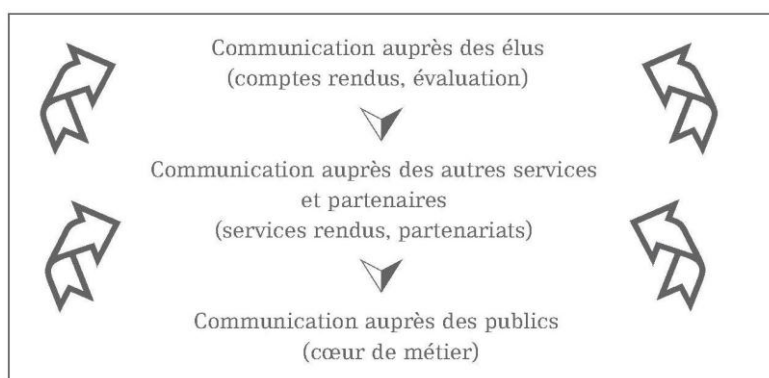 Communication auprès des élus
(comptes rendus, évaluation)
Communication auprès des autres services
et partenaires
(services rendus, partenariats)
Communication auprès des publics
(cœur de métier)